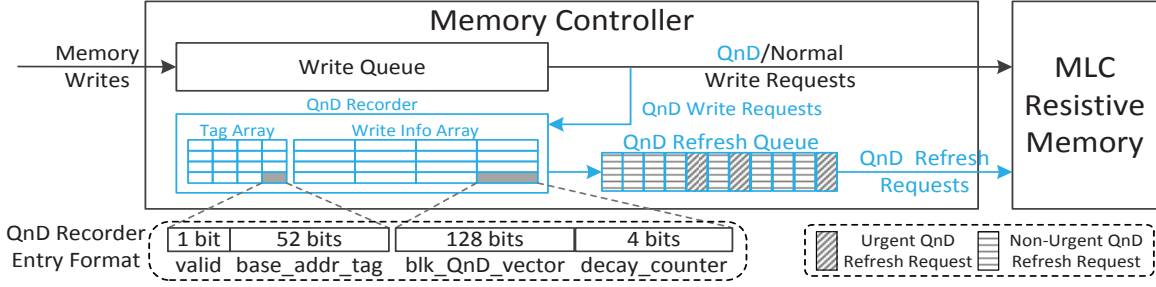 Memory Controller
Memory
Writes
Write Queue
QnD/Normal
Write Requests
MLC
Resistive
Memory
QnD Recorder
QnD Write Requests
Tag Array
Write Info Array
QnD Refresh Queue
QnD Refresh
Requests
QnD Recorder
Entry Format
1 bit
52 bits
128 bits
4 bits
valid
base_addr_tag
blk_QnD_vector
decay_counter
Urgent QnD
Refresh Request
Non-Urgent QnD
Refresh Request